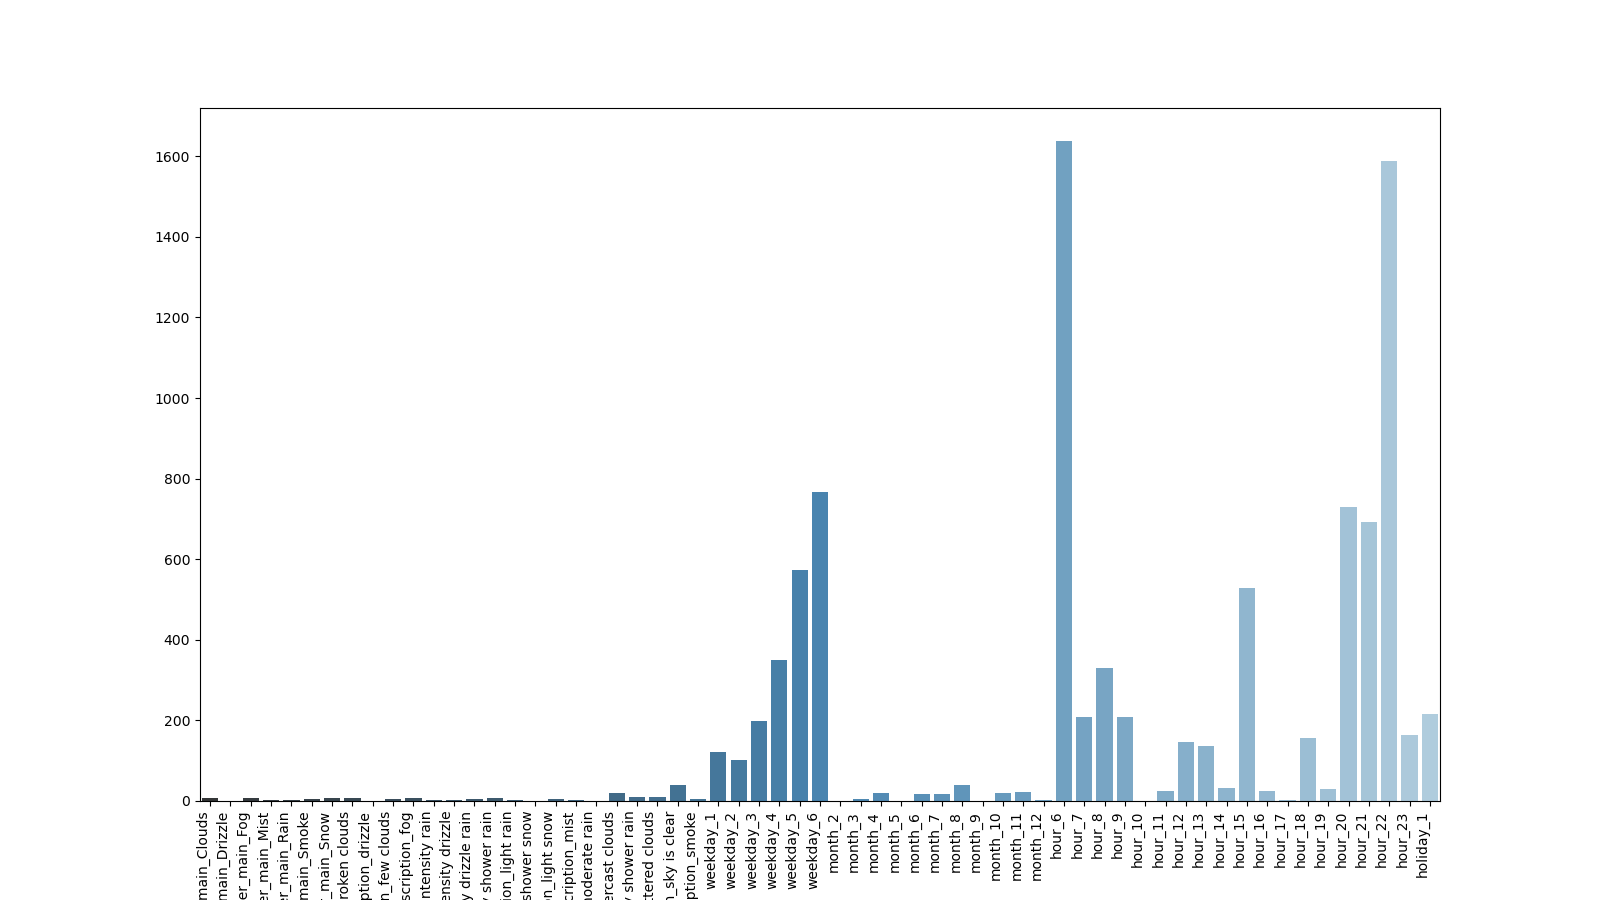 1600
1400
1200
1000
800
600
400
200
0
main_Clouds
main_Drizzle
er_main_Fog
er_main_Mist
er_main_Rain
main_Smoke
r_main_Snow
roken clouds
ption_drizzle
n_few clouds
scription_fog
ntensity rain
ensity drizzle
y drizzle rain
y shower rain
ion_light rain
shower snow
on_light snow
cription_mist
moderate rain
ercast clouds
y shower rain
ttered clouds
n_sky is clear
ption_smoke
weekday_1
weekday_2
weekday_3
weekday_4
weekday_5
weekday_6
month_2
month_3
month_4
month_5
month_6
month_7
month_8
month_9
month_10
month_11
month_12
hour_6
hour_7
hour_8
hour_9
hour_10
hour_11
hour_12
hour_13
hour_14
hour_15
hour_16
hour_17
hour_18
hour_19
hour_20
hour_21
hour_22
hour_23
holiday_1